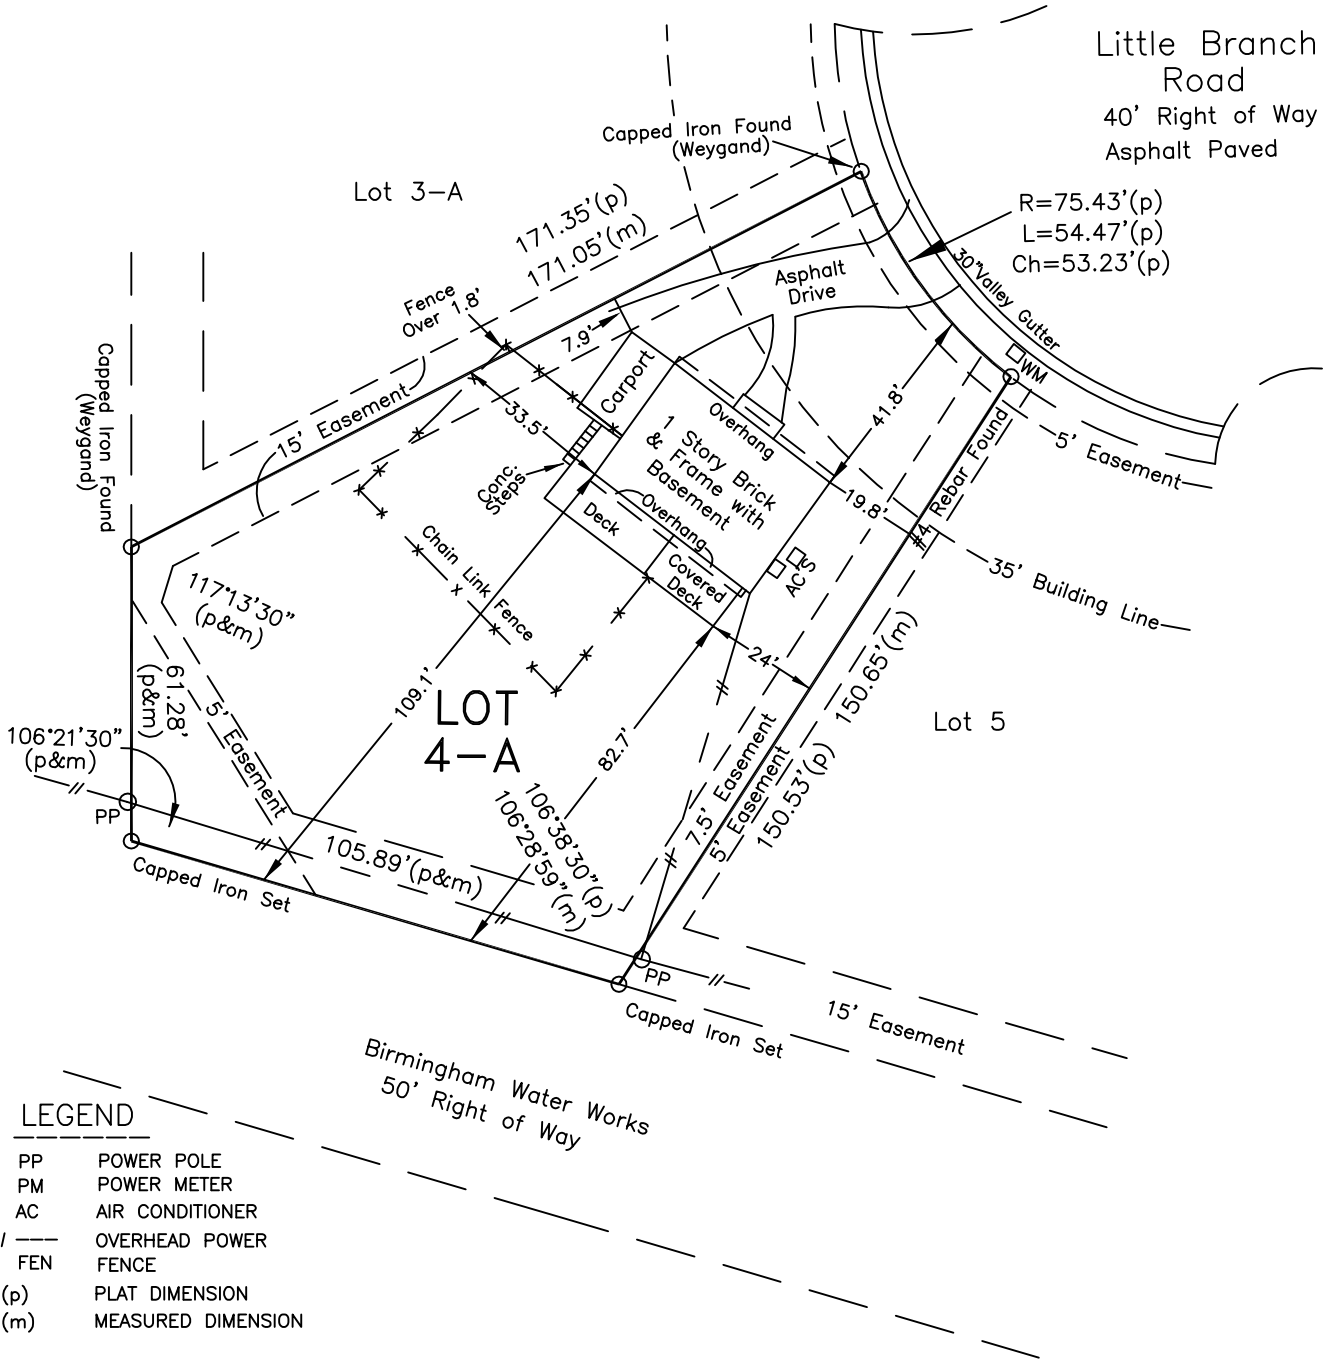 Little Branch
Road
40' Right of Way
Asphalt Paved
Capped Iron Found
(Weygand)
Lot 3-A
171.35'(p)
171.05'(m)
R=75.43'(p)
L=54.47'(p)
Ch=53.23'(p)
30"Valley Gutter
Asphalt
Drive
Fence
Over 1.8'
7.9'
WM
Carport
41.8'
Capped Iron Found
(Weygand)
15' Easement
33.5'
Overhang
1 Story Brick
& Frame with
Basement
5' Easement
#4 Rebar Found
Conc.
Steps
19.8'
Deck
Overhang
Chain Link Fence
Covered
Deck
AC'S
35' Building Line
117°13'30"
(p&m)
24'
150.65'(m)
150.53'(p)
61.28'
(p&m)
5' Easement
109.1'
LOT
4-A
82.7'
Lot 5
106°21'30"
(p&m)
7.5' Easement
5' Easement
PP
106°38'30"(p)
106°28'59"(m)
105.89'(p&m)
Capped Iron Set
PP
Capped Iron Set
15' Easement
Birmingham Water Works
50' Right of Way
LEGEND
PP POWER POLE
PM POWER METER
AC AIR CONDITIONER
/ --- OVERHEAD POWER
FEN FENCE
(p) PLAT DIMENSION
(m) MEASURED DIMENSION